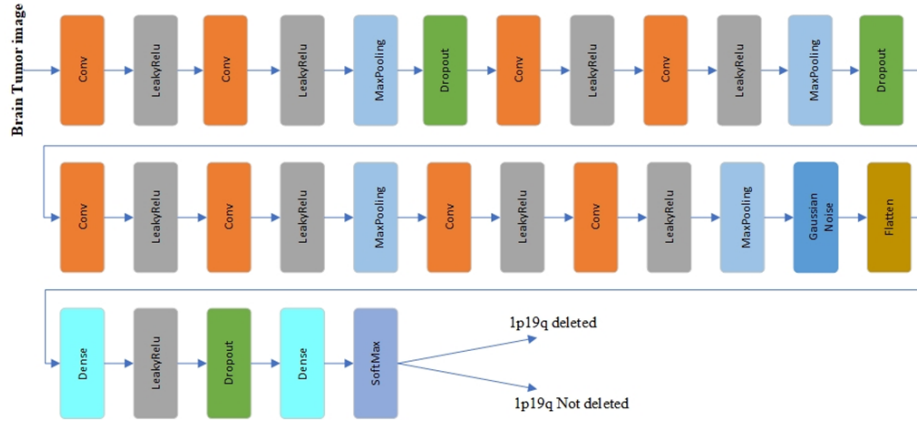 Brain Tumor image
Conv
LeakyRelu
Conv
LeakyRelu
MaxPooling
Dropout
Conv
LeakyRelu
Conv
LeakyRelu
MaxPooling
Dropout
Conv
LeakyRelu
Conv
LeakyRelu
MaxPooling
Conv
LeakyRelu
Conv
LeakyRelu
MaxPooling
Gaussian
Noise
Flatten
Dense
LeakyRelu
Dropout
Dense
SoftMax
1p19q deleted
1p19q Not deleted